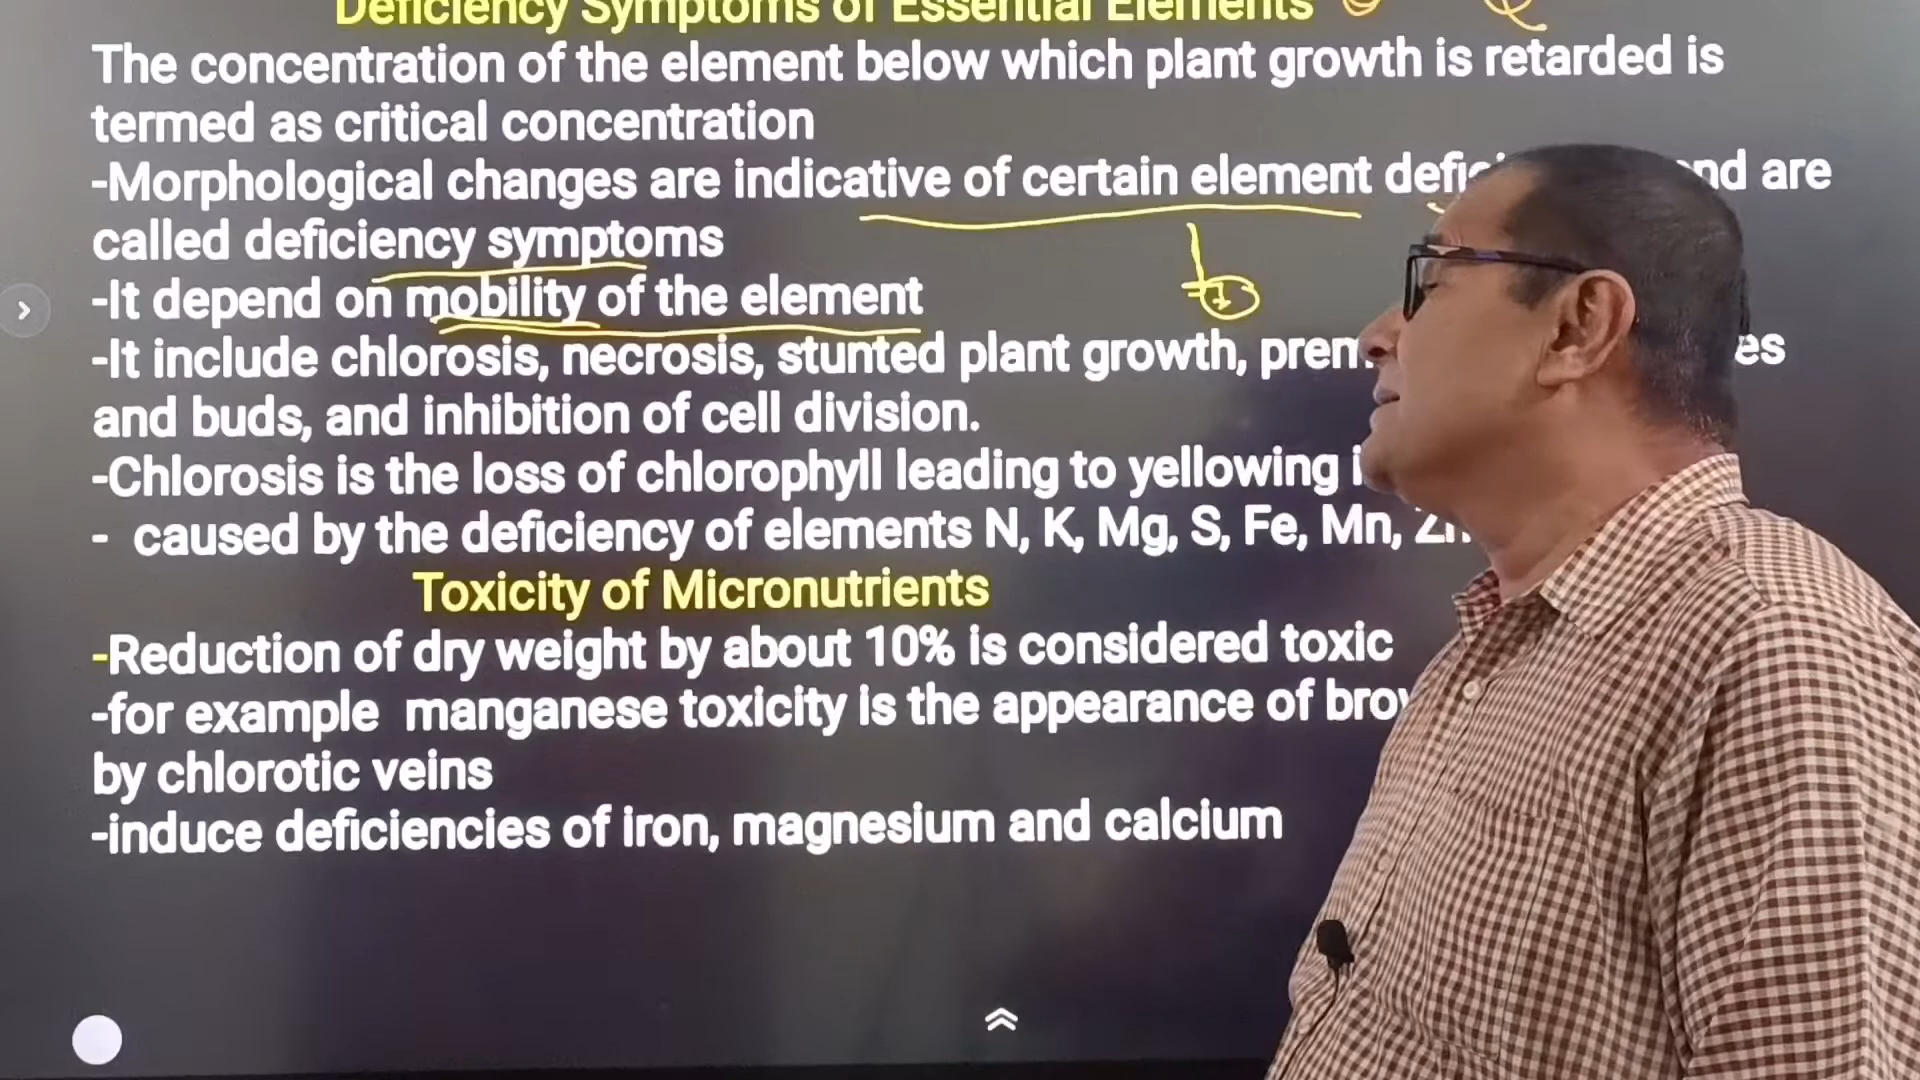 Deficiency Symptoms of Essential Elements
The concentration of the element below which plant growth is retarded is
termed as critical concentration
-Morphological changes are indicative of certain element and are
called deficiency symptoms
-It depend on mobility of the element
-It include chlorosis, necrosis, stunted plant growth,
and buds, and inhibition of cell division.
-Chlorosis is the loss of chlorophyll leading to yellowing
- caused by the deficiency of elements N, K, Mg, S, Fe, Mn,
Toxicity of Micronutrients
-Reduction of dry weight by about 10% is considered toxic
-for example manganese toxicity is the appearance of
by chlorotic veins
-induce deficiencies of iron, magnesium and calcium